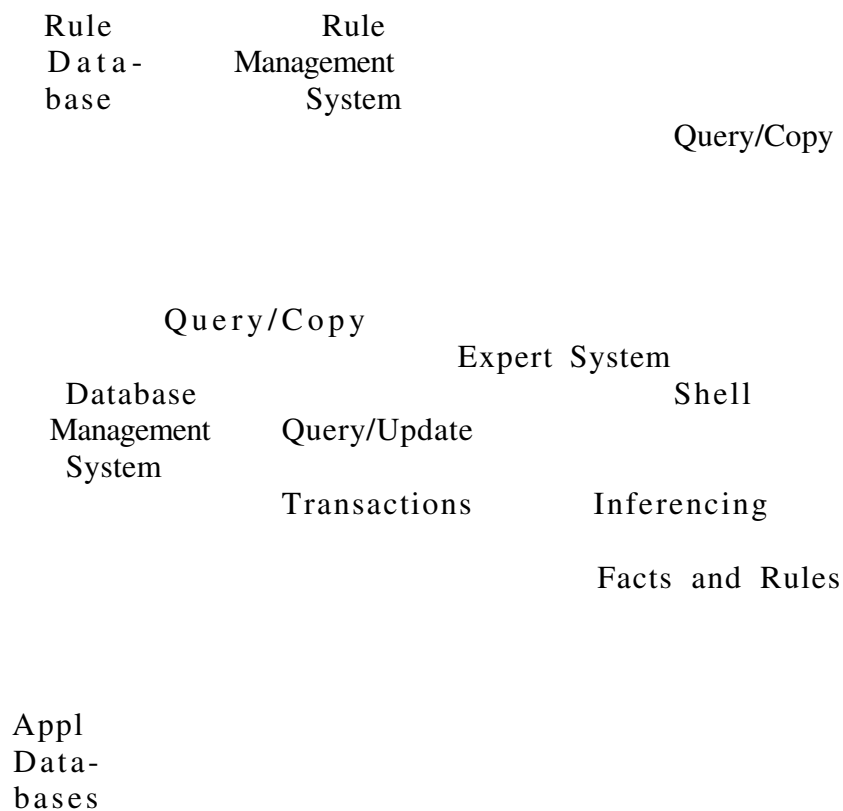 Rule Rule
Data- Management
base System
Query/Copy
Query/Copy
Expert System
Database Shell
Management Query/Update
System
Transactions Inferencing
Facts and Rules
Appl
Data-
bases